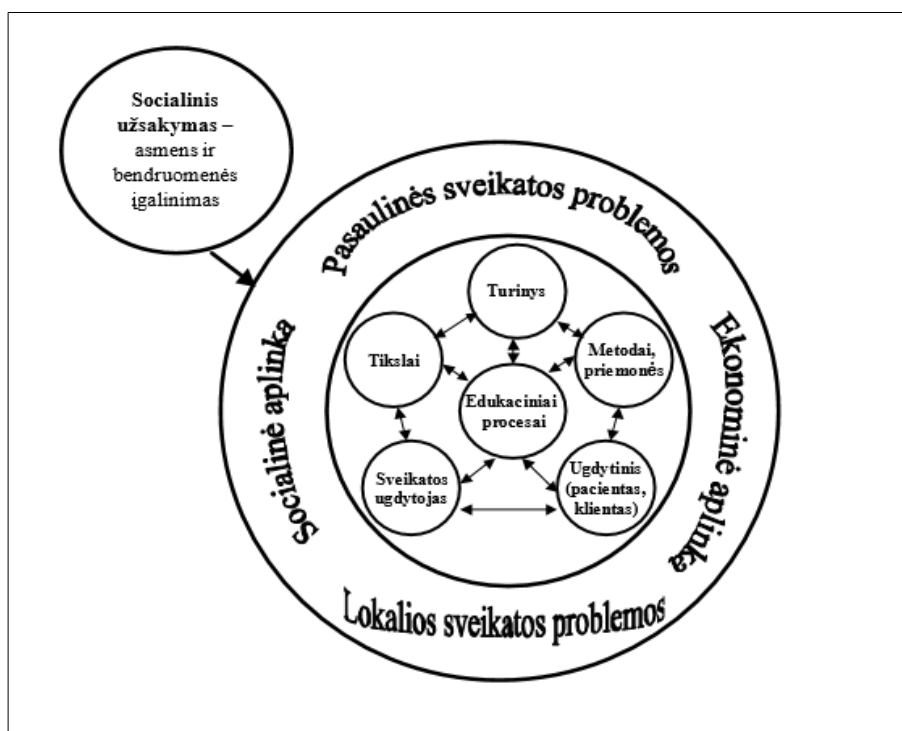 Socialinis
užsakymas –
asmens ir
bendruomenės
įgalinimas
Pasaulinės sveikatos problemos
Socialinė aplinka
Ekonominė aplinka
Lokalios sveikatos problemos
Turinys
Tikslai
Metodai,
priemonės
Edukaciniai
procesai
Sveikatos
ugdytojas
Ugdytinis
(pacientas,
klientas)